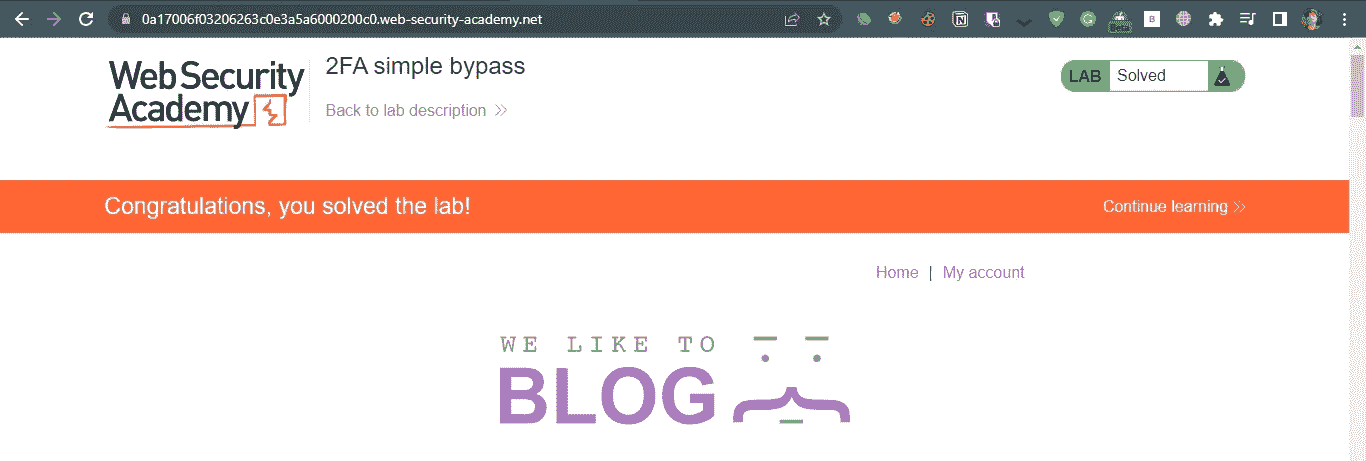 0a17006f03206263c0e3a5a6000200c0.web-security-academy.net
Web Security
Academy
2FA simple bypass
Back to lab description
LAB Solved
Congratulations, you solved the lab!
Continue learning
Home | My account
WE LIKE TO
BLOG